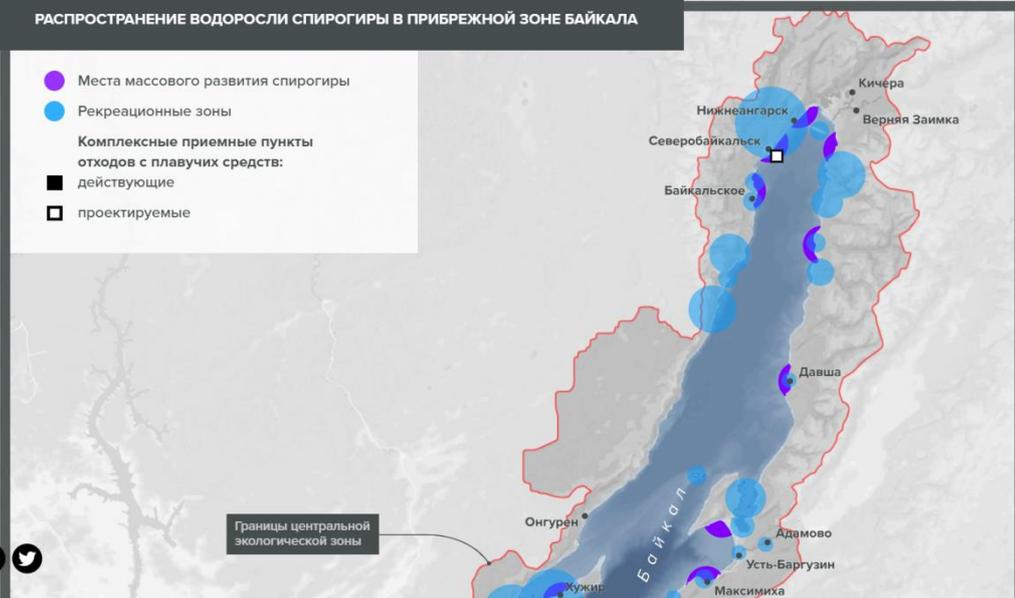 РАСПРОСТРАНЕНИЕ ВОДОРОСЛИ СПИРОГИРЫ В ПРИБРЕЖНОЙ ЗОНЕ БАЙКАЛА
Места массового развития спирогиры
Рекреационные зоны
Комплексные приемные пункты
отходов с плавучих средств:
действующие
проектируемые
Кичера
Нижнеангарск
Верняя Заимка
Северобайкальск
Байкальское
Давша
Байкал
Онгурён
Границы центральной
экологической зоны
Адамово
Усть-Баргузин
Хужир
Максимиха